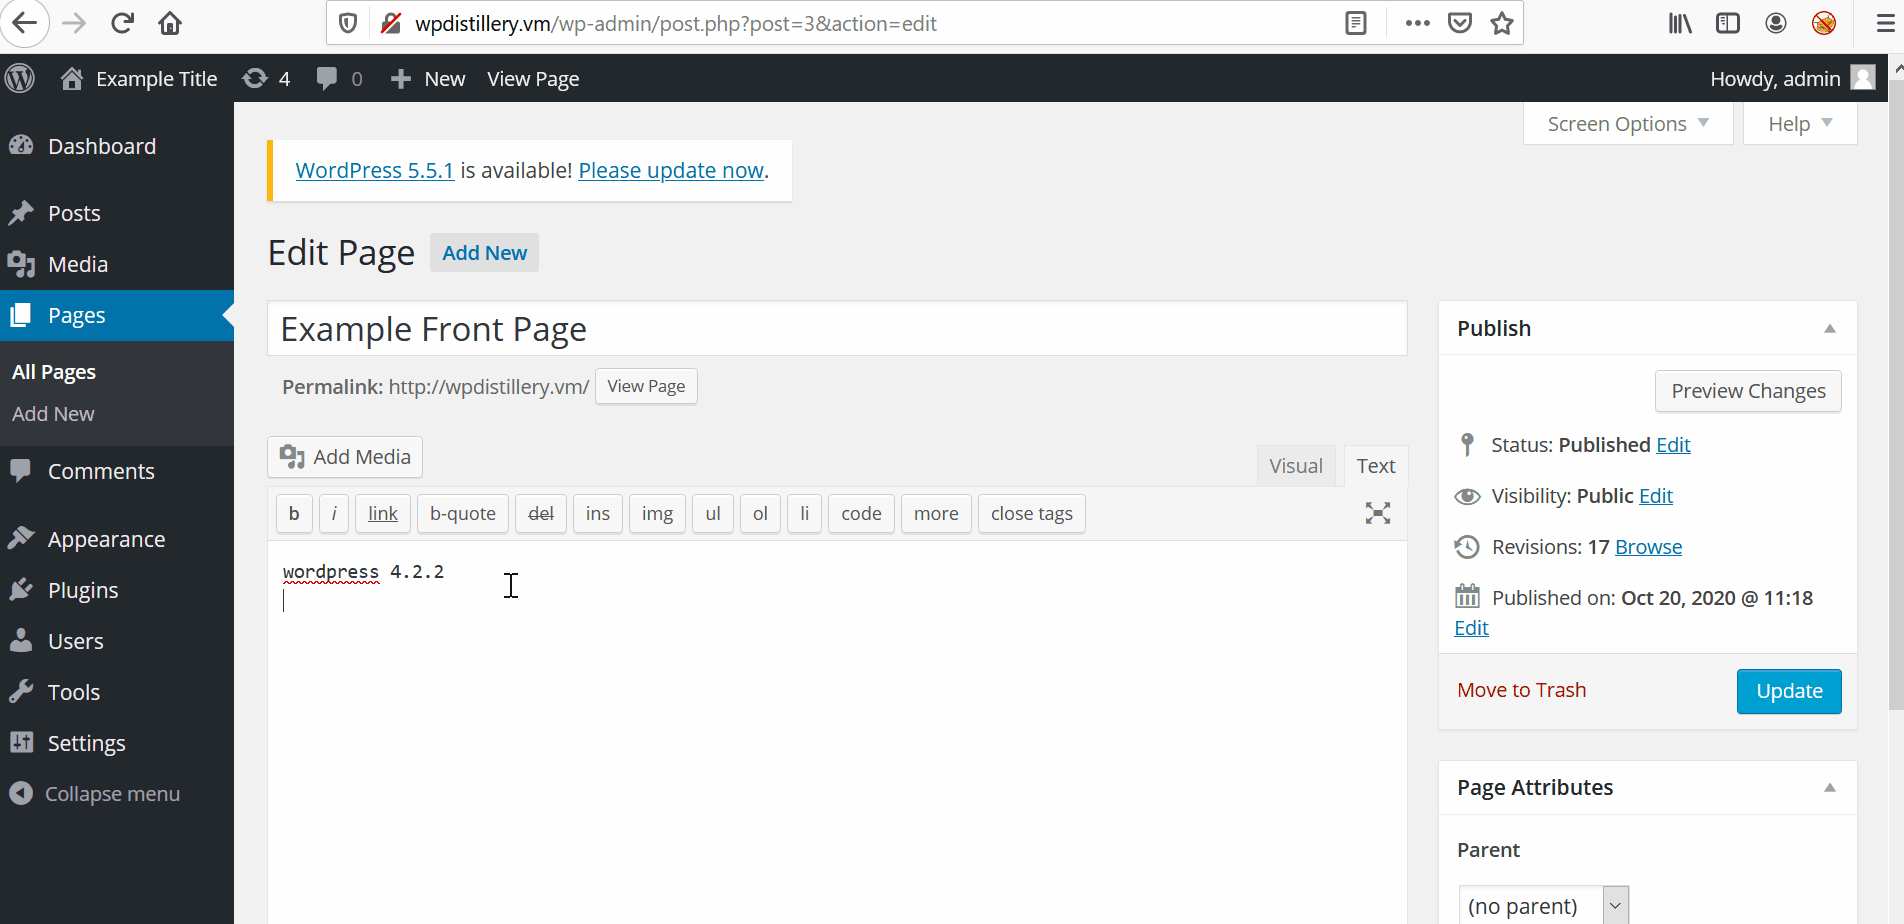 wpdistillery.vm/wp-admin/post.php?post=3&action=edit
Example Title 4 0 New View Page Howdy, admin
Screen Options Help
Dashboard
Posts
Media
Pages
All Pages
Add New
Comments
Appearance
Plugins
Users
Tools
Settings
Collapse menu
WordPress 5.5.1 is available! Please update now.
Edit Page Add New
Example Front Page
Permalink: http://wpdistillery.vm/ View Page
Add Media
Visual Text
b i link b-quote del ins img ul ol li code more close tags
wordpress 4.2.2
Publish
Preview Changes
Status: Published Edit
Visibility: Public Edit
Revisions: 17 Browse
Published on: Oct 20, 2020 @ 11:18
Edit
Move to Trash Update
Page Attributes
Parent
(no parent)